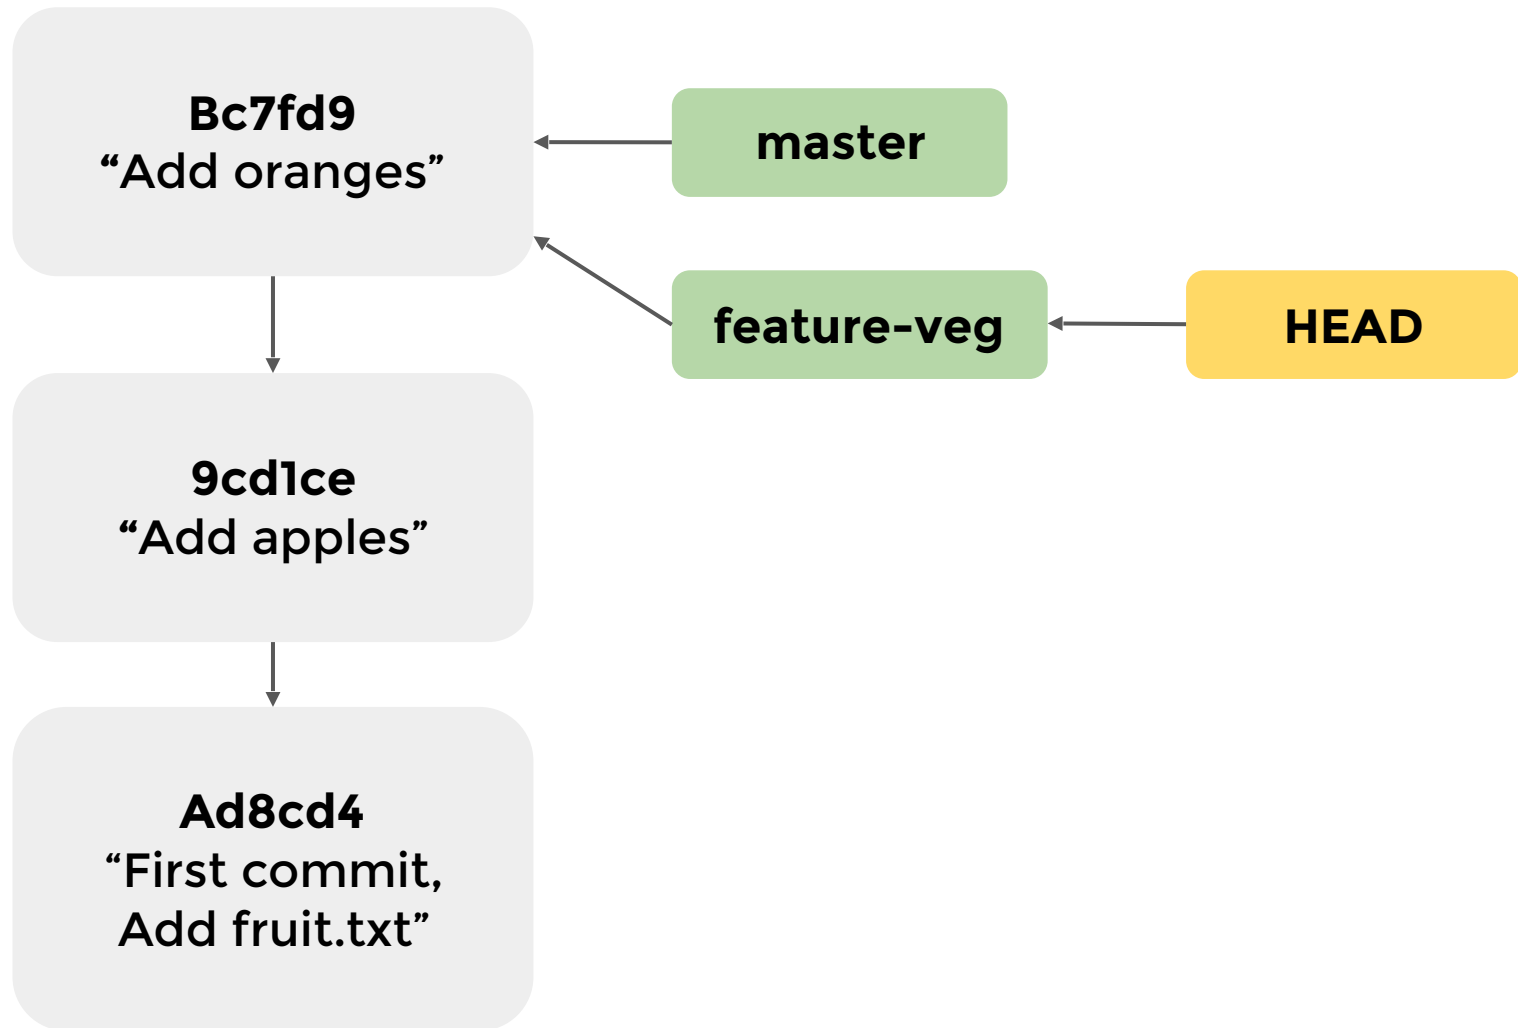 Bc7fd9
“Add oranges”
master
feature-veg
HEAD
9cd1ce
“Add apples”
Ad8cd4
“First commit,
Add fruit.txt”